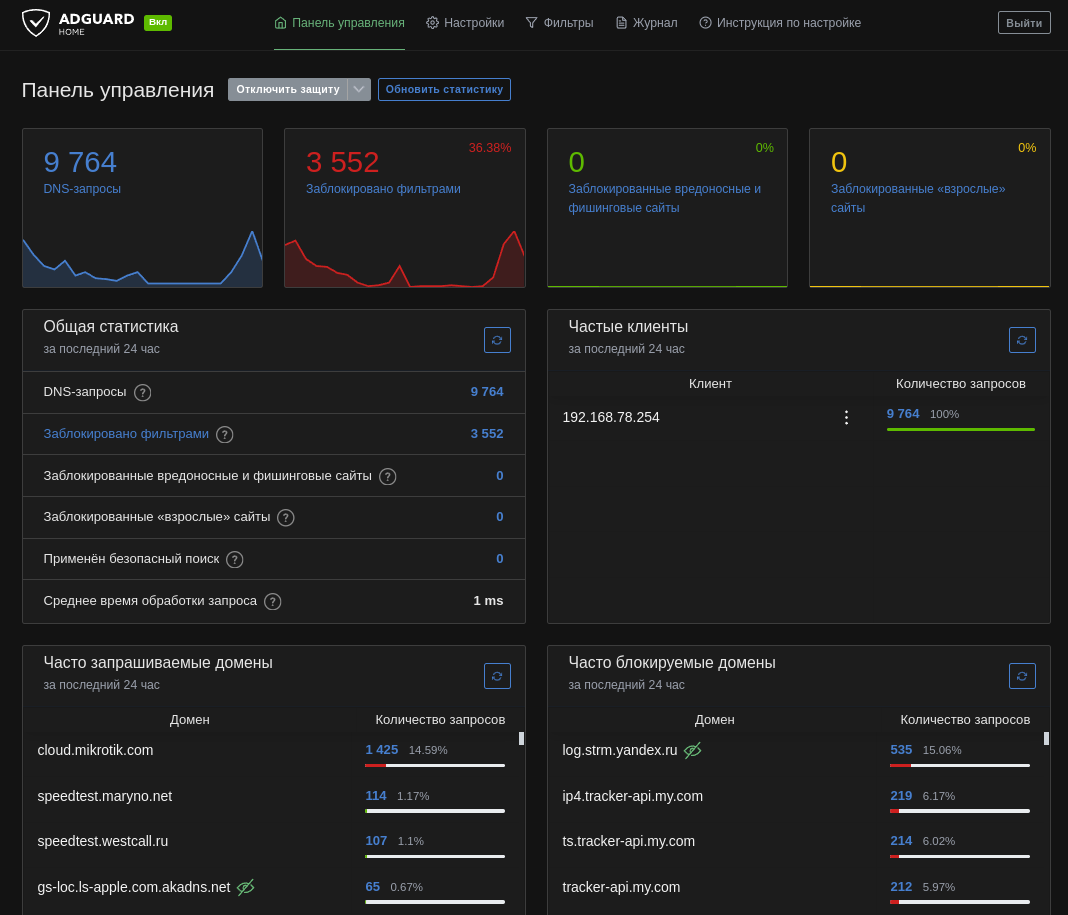 ADGUARD
HOME
Вкл
Панель управления
Настройки
Фильтры
Журнал
Инструкция по настройке
Выйти
Панель управления
Отключить защиту
Обновить статистику
9 764
DNS-запросы
36.38%
3 552
Заблокировано фильтрами
0%
0
Заблокированные вредоносные и
фишинговые сайты
0%
0
Заблокированные «взрослые»
сайты
Общая статистика
за последний 24 час
DNS-запросы ? 9 764
Заблокировано фильтрами ? 3 552
Заблокированные вредоносные и фишинговые сайты ? 0
Заблокированные «взрослые» сайты ? 0
Применён безопасный поиск ? 0
Среднее время обработки запроса ? 1 ms
Частые клиенты
за последний 24 час
Клиент Количество запросов
192.168.78.254 9 764 100%
Часто запрашиваемые домены
за последний 24 час
Домен Количество запросов
cloud.mikrotik.com 1 425 14.59%
speedtest.maryno.net 114 1.17%
speedtest.westcall.ru 107 1.1%
gs-loc.ls-apple.com.akadns.net 65 0.67%
Часто блокируемые домены
за последний 24 час
Домен Количество запросов
log.strm.yandex.ru 535 15.06%
ip4.tracker-api.my.com 219 6.17%
ts.tracker-api.my.com 214 6.02%
tracker-api.my.com 212 5.97%